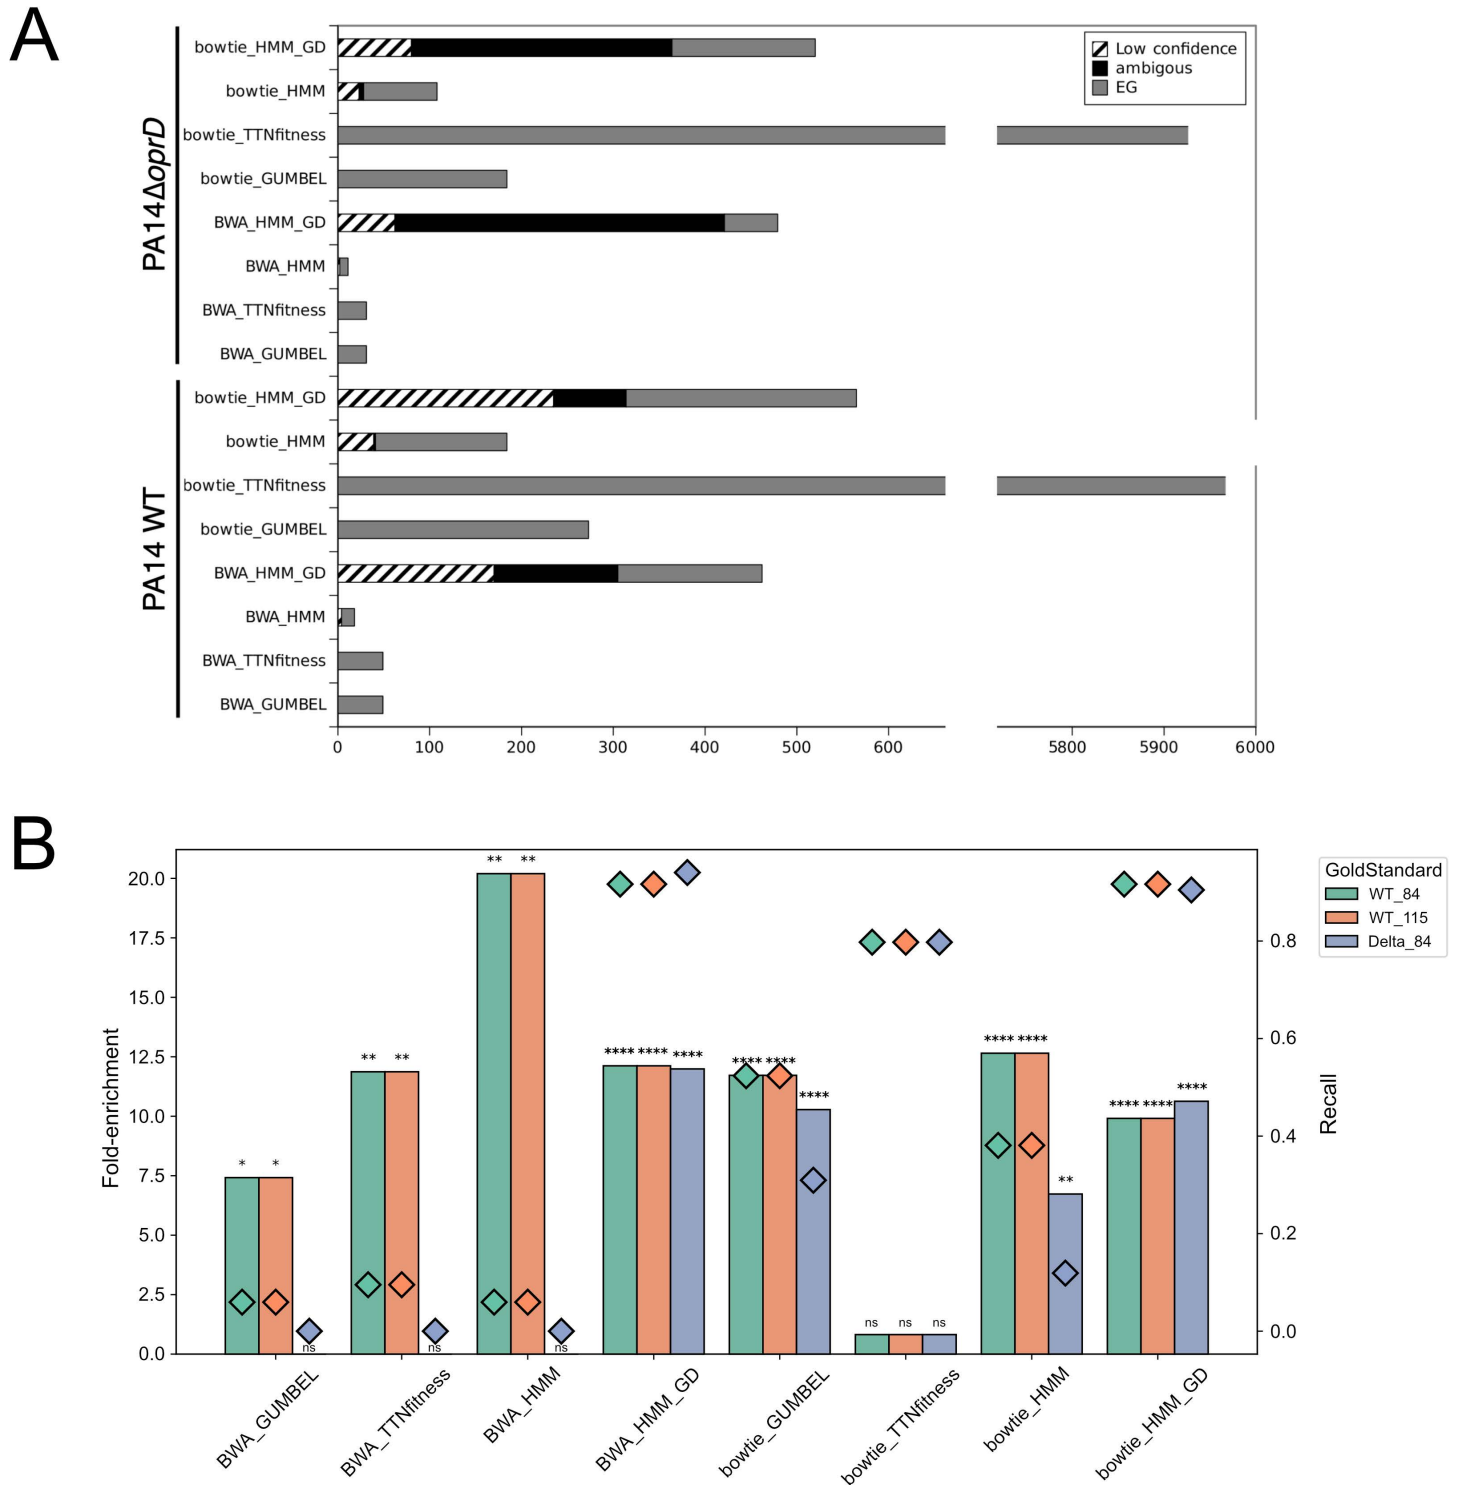 A
PA14ΔoprD
bowtie_HMM_GD
bowtie_HMM
bowtie_TTNfitness
bowtie_GUMBEL
BWA_HMM_GD
BWA_HMM
BWA_TTNfitness
BWA_GUMBEL
Low confidence
ambigous
EG
PA14 WT
bowtie_HMM_GD
bowtie_HMM
bowtie_TTNfitness
bowtie_GUMBEL
BWA_HMM_GD
BWA_HMM
BWA_TTNfitness
BWA_GUMBEL
0 100 200 300 400 500 600 5800 5900 6000
B
Fold-enrichment
20.0
17.5
15.0
12.5
10.0
7.5
5.0
2.5
0.0
* * ns
** ** ns
** ** ns
**** **** ****
**** **** ****
ns ns ns
**** **** **
**** **** ****
0.8
0.6
0.4
0.2
0.0
Recall
GoldStandard
WT_84
WT_115
Delta_84
BWA_GUMBEL
BWA_TTNfitness
BWA_HMM
BWA_HMM_GD
bowtie_GUMBEL
bowtie_TTNfitness
bowtie_HMM
bowtie_HMM_GD